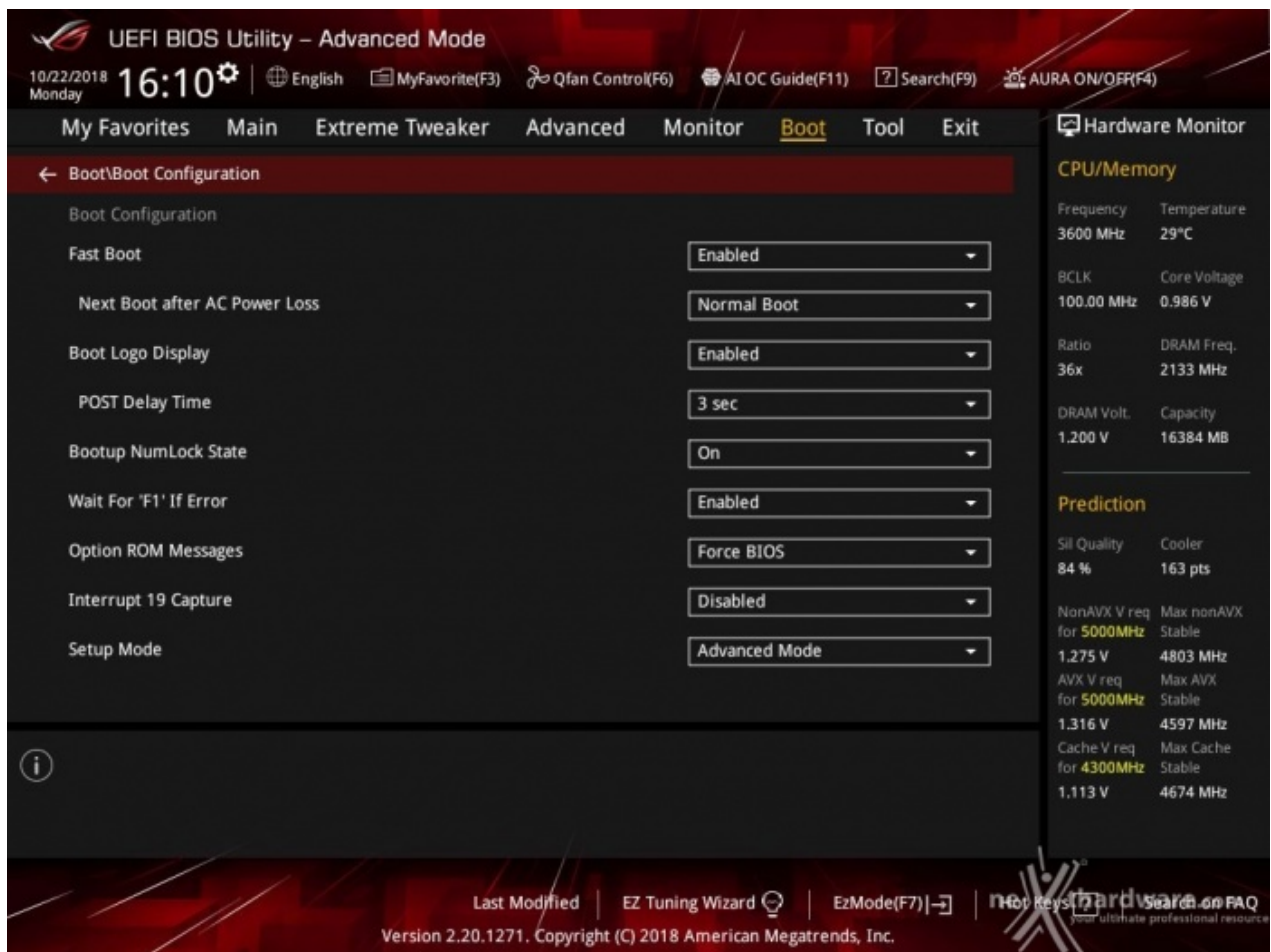 UEFI BIOS Utility – Advanced Mode
10/22/2018
Monday
16:10
English
MyFavorite(F3)
Qfan Control(F6)
AI OC Guide(F11)
Search(F9)
AURA ON/OFF(F4)
My Favorites Main Extreme Tweaker Advanced Monitor Boot Tool Exit
Hardware Monitor
Boot\Boot Configuration
Boot Configuration
Fast Boot Enabled
Next Boot after AC Power Loss Normal Boot
Boot Logo Display Enabled
POST Delay Time 3 sec
Bootup NumLock State On
Wait For 'F1' If Error Enabled
Option ROM Messages Force BIOS
Interrupt 19 Capture Disabled
Setup Mode Advanced Mode
CPU/Memory
Frequency Temperature
3600 MHz 29°C
BCLK Core Voltage
100.00 MHz 0.986 V
Ratio DRAM Freq.
36x 2133 MHz
DRAM Volt. Capacity
1.200 V 16384 MB
Prediction
Sil Quality Cooler
84 % 163 pts
NonAVX V req Max nonAVX
for 5000MHz Stable
1.275 V 4803 MHz
AVX V req Max AVX
for 5000MHz Stable
1.316 V 4597 MHz
Cache V req Max Cache
for 4300MHz Stable
1.113 V 4674 MHz
Last Modified EZ Tuning Wizard EzMode(F7) Hot Keys ? Search on FAQ
Version 2.20.1271. Copyright (C) 2018 American Megatrends, Inc.
your ultimate professional resource